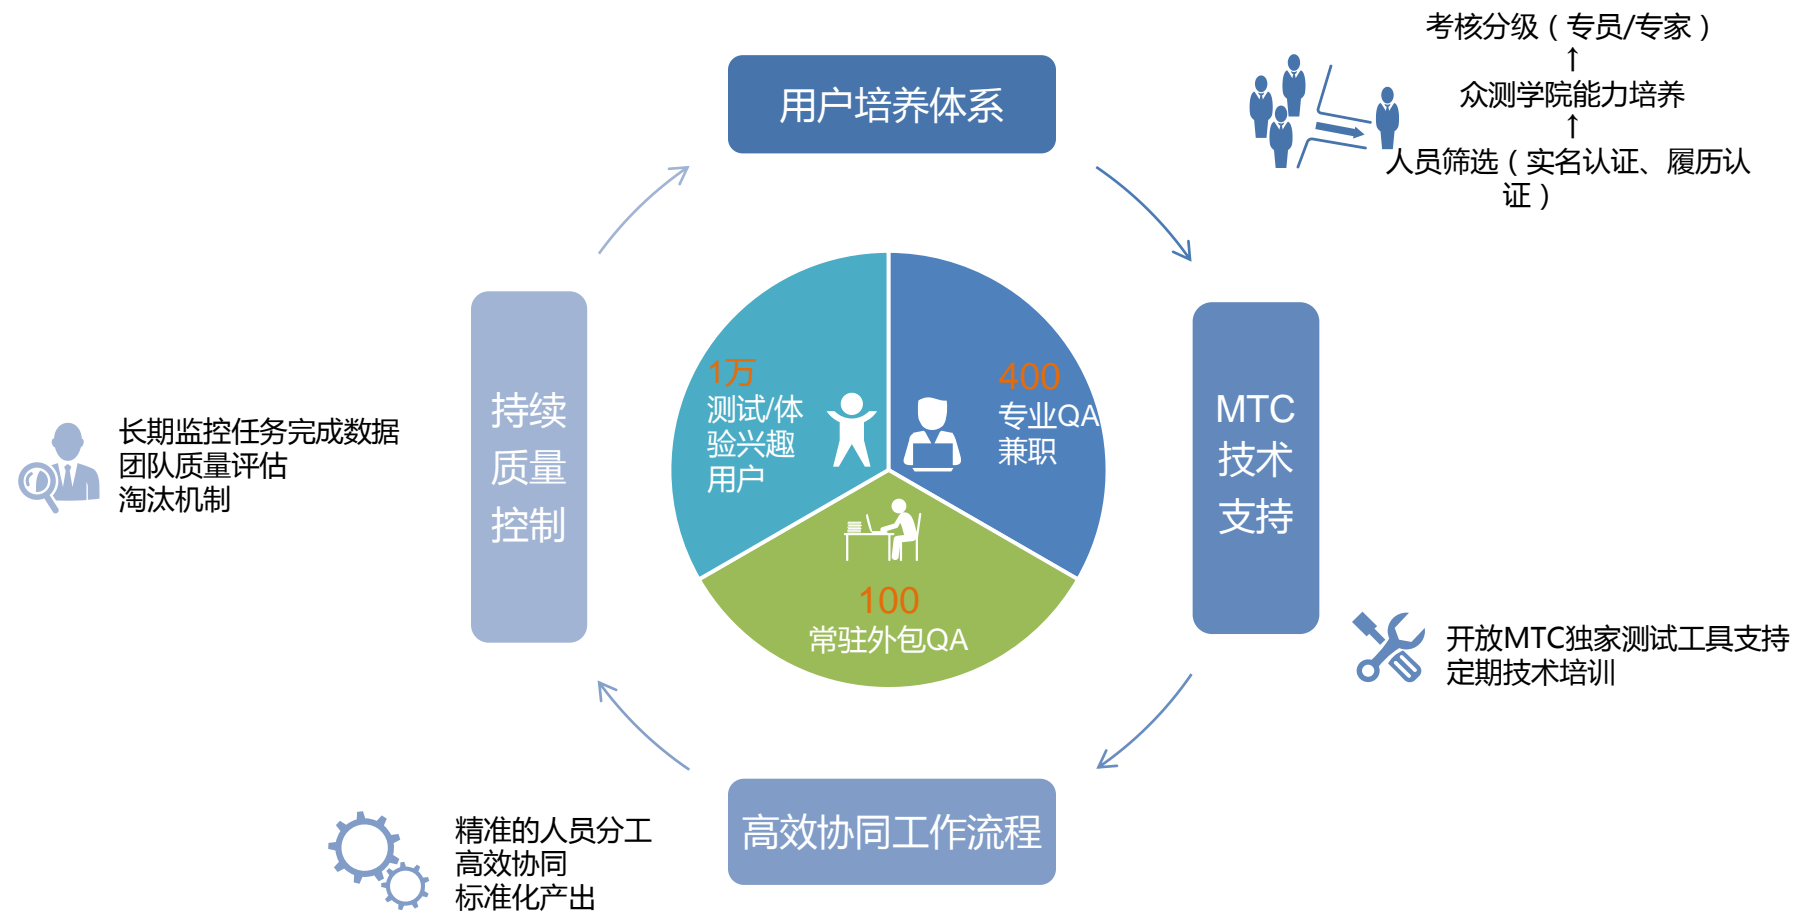 考核分级（专员/专家）
↑
众测学院能力培养
↑
人员筛选（实名认证、履历认
证）
用户培养体系
1万
测试/体
验兴趣
用户
400
专业QA
兼职
100
常驻外包QA
持续
质量
控制
MTC
技术
支持
长期监控任务完成数据
团队质量评估
淘汰机制
开放MTC独家测试工具支持
定期技术培训
高效协同工作流程
精准的人员分工
高效协同
标准化产出